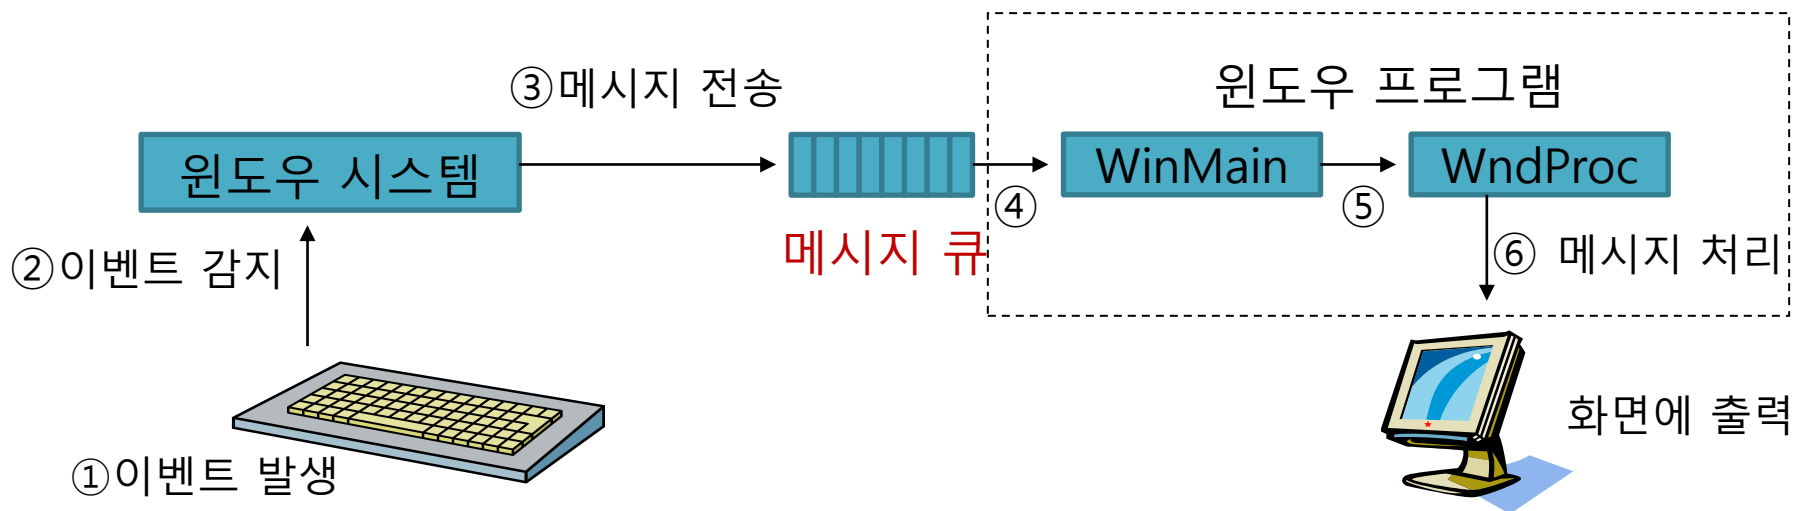 ③메시지 전송
윈도우 프로그램
윈도우 시스템
WinMain
WndProc
④
⑤
메시지 큐
②이벤트 감지
⑥ 메시지 처리
화면에 출력
①이벤트 발생